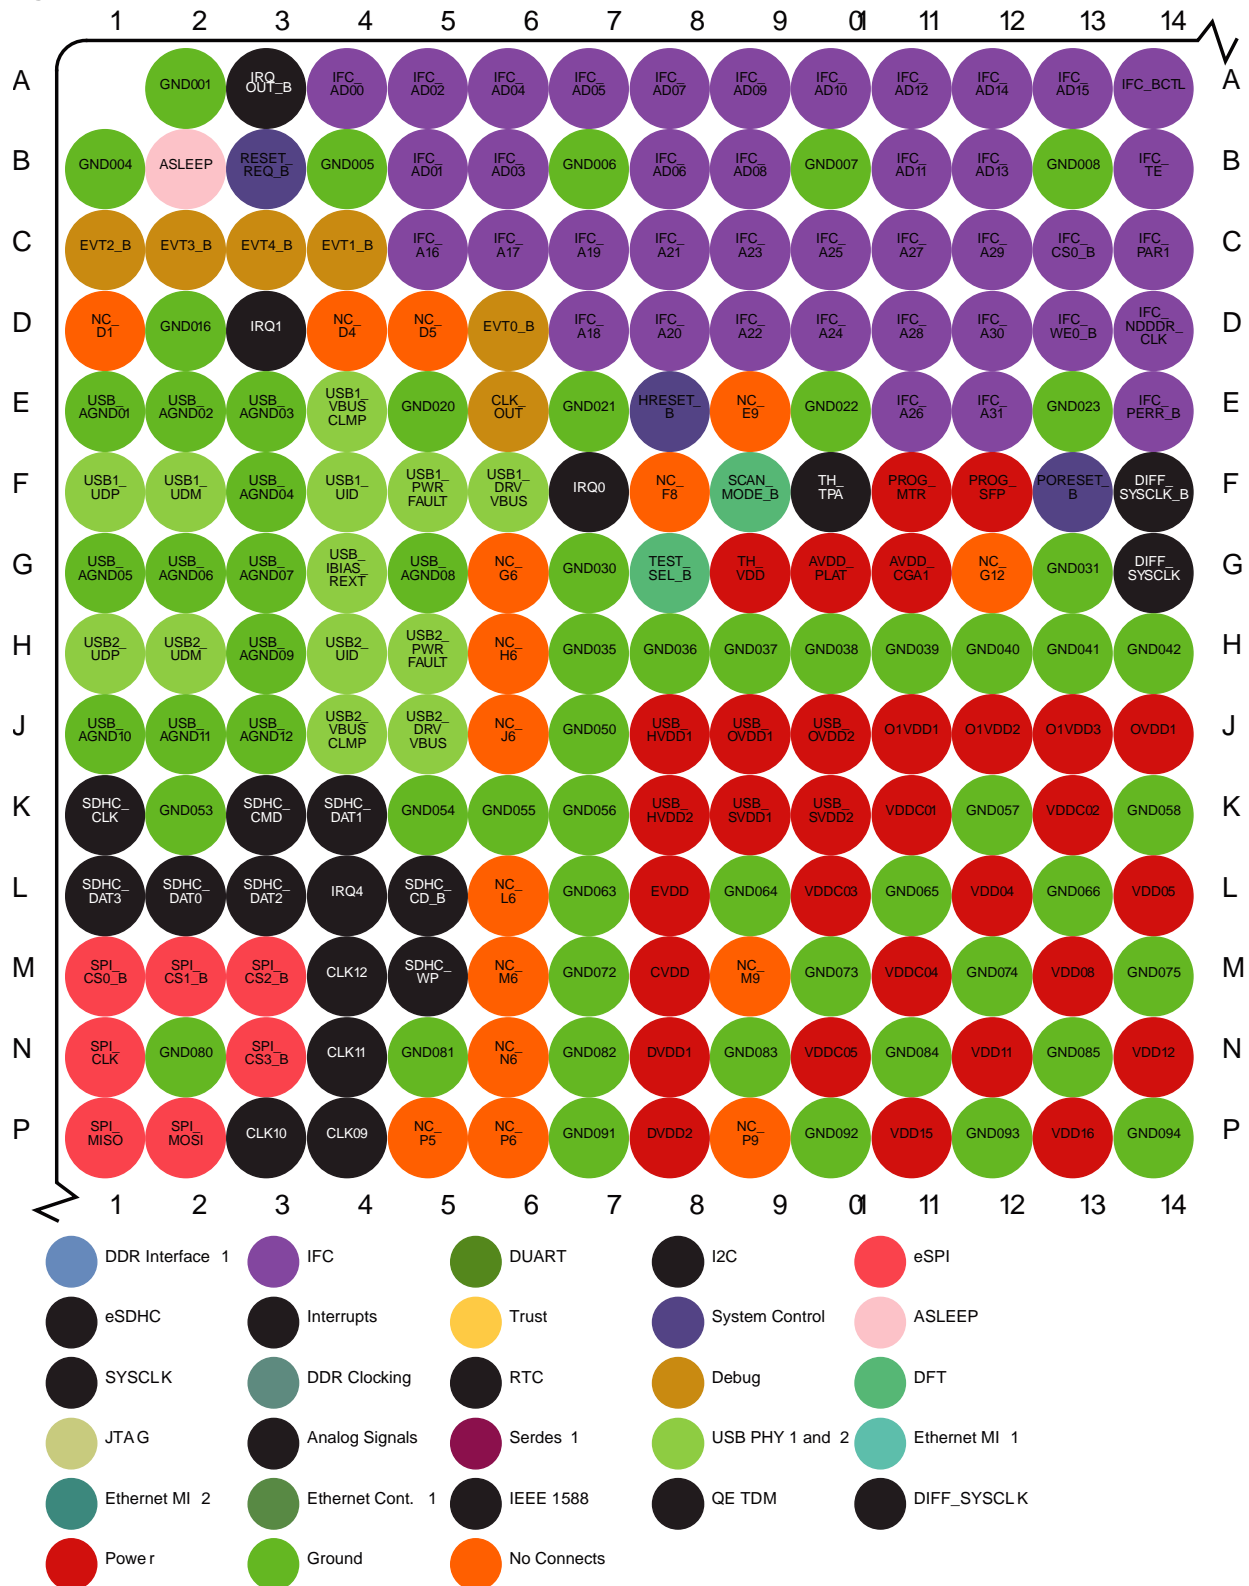 1 2 3 4 5 6 7 8 9 10 11 12 13 14
A GND001 IRQ_OUT_B IFC_AD00 IFC_AD02 IFC_AD04 IFC_AD05 IFC_AD07 IFC_AD09 IFC_AD10 IFC_AD12 IFC_AD14 IFC_AD15 IFC_BCTL A
B GND004 ASLEEP RESET_REQ_B GND005 IFC_AD01 IFC_AD03 GND006 IFC_AD06 IFC_AD08 GND007 IFC_AD11 IFC_AD13 GND008 IFC_TE B
C EVT2_B EVT3_B EVT4_B EVT1_B IFC_A16 IFC_A17 IFC_A19 IFC_A21 IFC_A23 IFC_A25 IFC_A27 IFC_A29 IFC_CS0_B IFC_PAR1 C
D NC_D1 GND016 IRQ1 NC_D4 NC_D5 EVT0_B IFC_A18 IFC_A20 IFC_A22 IFC_A24 IFC_A28 IFC_A30 IFC_WE0_B IFC_NDDDR_CLK D
E USB_AGND01 USB_AGND02 USB_AGND03 USB1_VBUSCLMP GND020 CLK_OUT GND021 HRESET_B NC_E9 GND022 IFC_A26 IFC_A31 GND023 IFC_PERR_B E
F USB1_UDP USB1_UDM USB_AGND04 USB1_UID USB1_PWRFAULT USB1_DRVVBUS IRQ0 NC_F8 SCAN_MODE_B TH_TPA PROG_MTR PROG_SFP PORESET_B DIFF_SYSCLK_B F
G USB_AGND05 USB_AGND06 USB_AGND07 USB_IBIAS_REXT USB_AGND08 NC_G6 GND030 TEST_SEL_B TH_VDD AVDD_PLAT AVDD_CGA1 NC_G12 GND031 DIFF_SYSCLK G
H USB2_UDP USB2_UDM USB_AGND09 USB2_UID USB2_PWRFAULT NC_H6 GND035 GND036 GND037 GND038 GND039 GND040 GND041 GND042 H
J USB_AGND10 USB_AGND11 USB_AGND12 USB2_VBUSCLMP USB2_DRVVBUS NC_J6 GND050 USB_HVDD1 USB_OVDD1 USB_OVDD2 O1VDD1 O1VDD2 O1VDD3 OVDD1 J
K SDHC_CLK GND053 SDHC_CMD SDHC_DAT1 GND054 GND055 GND056 USB_HVDD2 USB_SVDD1 USB_SVDD2 VDDC01 GND057 VDDC02 GND058 K
L SDHC_DAT3 SDHC_DAT0 SDHC_DAT2 IRQ4 SDHC_CD_B NC_L6 GND063 EVDD GND064 VDDC03 GND065 VDD04 GND066 VDD05 L
M SPI_CS0_B SPI_CS1_B SPI_CS2_B CLK12 SDHC_WP NC_M6 GND072 CVDD NC_M9 GND073 VDDC04 GND074 VDD08 GND075 M
N SPI_CLK GND080 SPI_CS3_B CLK11 GND081 NC_N6 GND082 DVDD1 GND083 VDDC05 GND084 VDD11 GND085 VDD12 N
P SPI_MISO SPI_MOSI CLK10 CLK09 NC_P5 NC_P6 GND091 DVDD2 NC_P9 GND092 VDD15 GND093 VDD16 GND094 P
1 2 3 4 5 6 7 8 9 10 11 12 13 14
DDR Interface 1 IFC DUART I2C eSPI
eSDHC Interrupts Trust System Control ASLEEP
SYSCLK DDR Clocking RTC Debug DFT
JTAG Analog Signals Serdes 1 USB PHY 1 and 2 Ethernet MI 1
Ethernet MI 2 Ethernet Cont. 1 IEEE 1588 QE TDM DIFF_SYSCLK
Power Ground No Connects